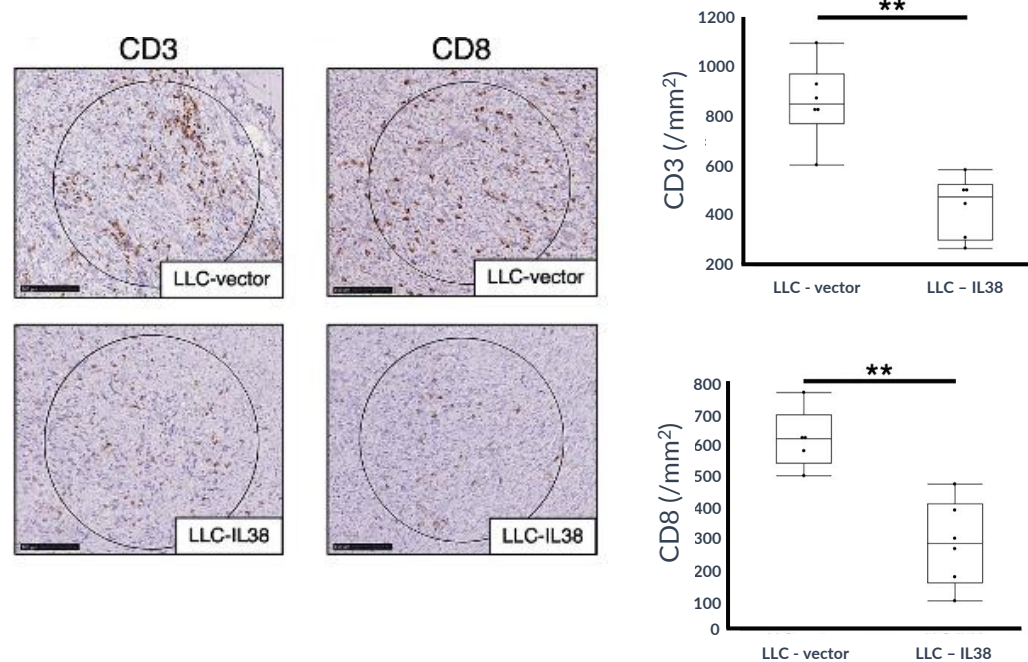 CD3
CD8
LLC-vector
LLC-vector
LLC-IL38
LLC-IL38
**
1200
1000
800
600
400
200
CD3 (/mm²)
LLC - vector
LLC – IL38
**
800
700
600
500
400
300
200
100
0
CD8 (/mm²)
LLC - vector
LLC – IL38